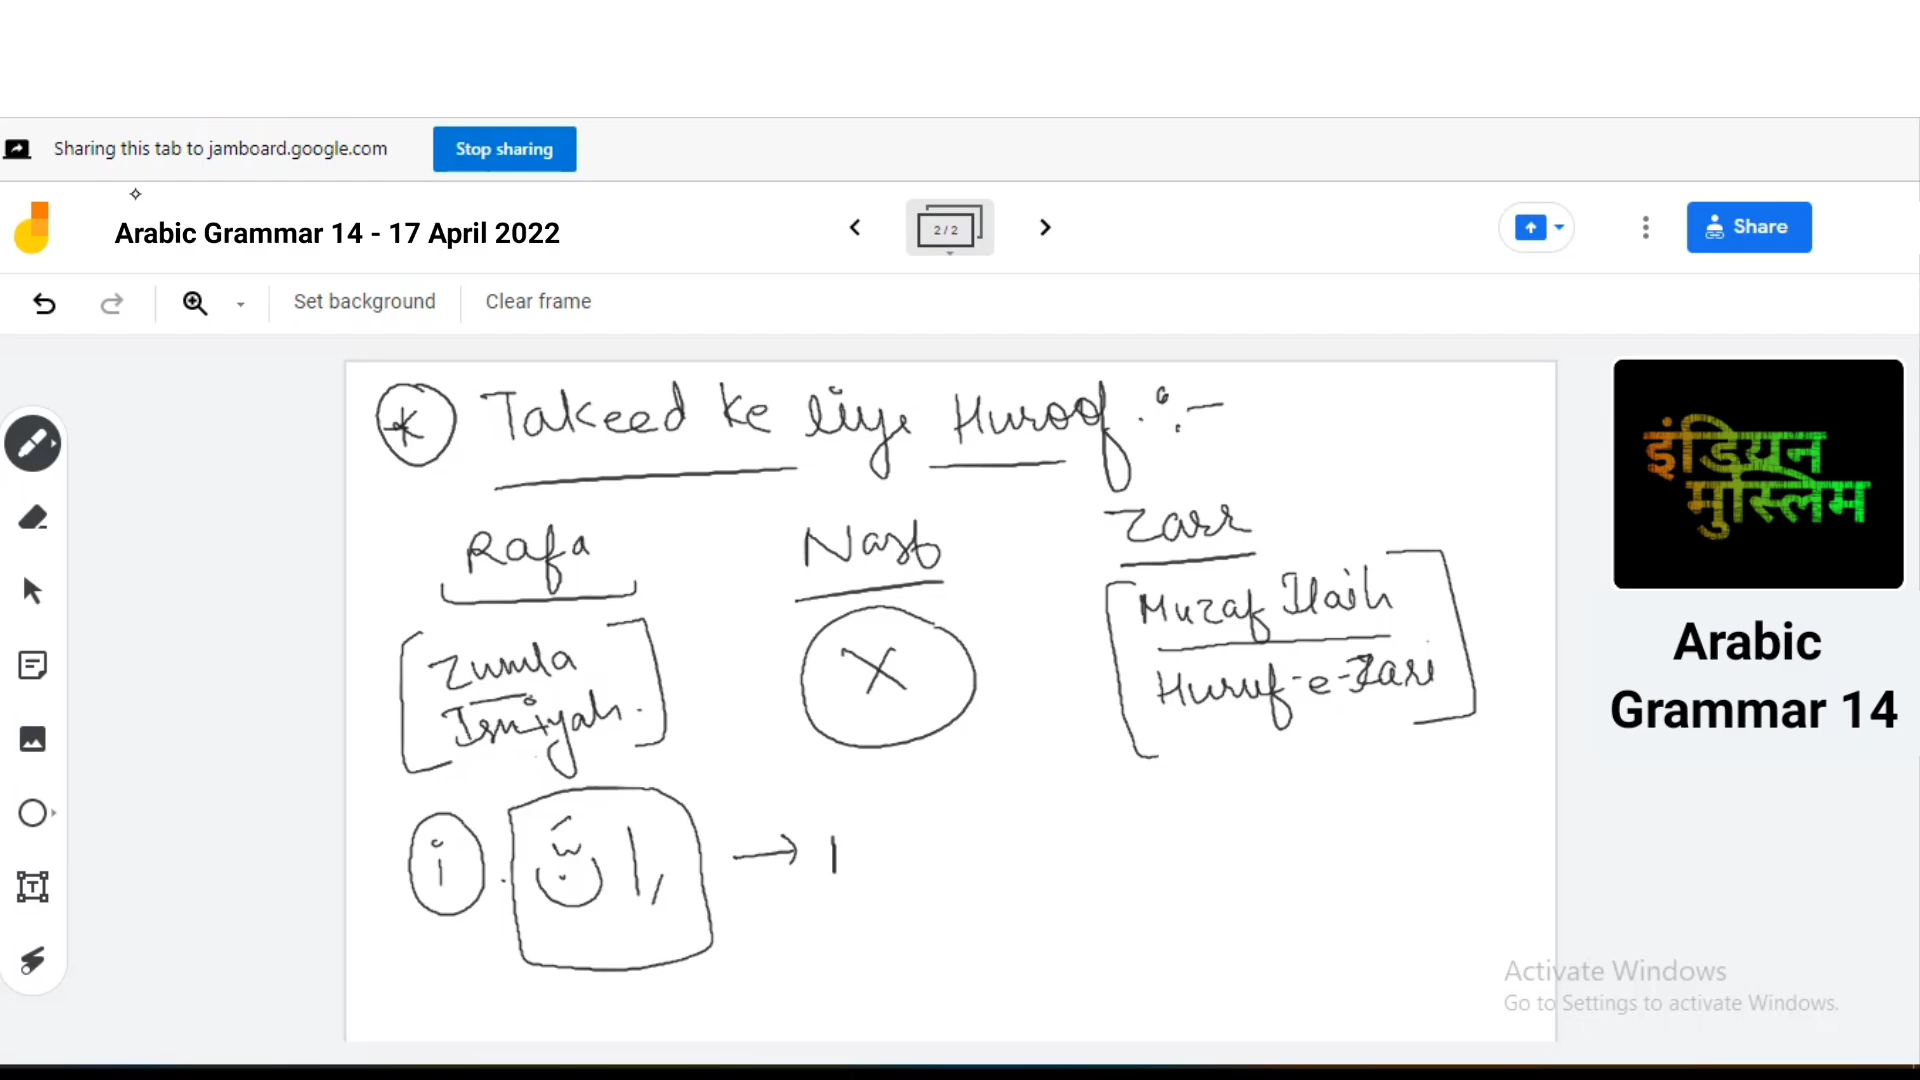 Sharing this tab to jamboard.google.com
Stop sharing
Arabic Grammar 14 - 17 April 2022
2 / 2
Share
Set background
Clear frame
Takeed ke liye Huroof :-
Rafa
Nasb
Zarr
Zumla
Ismiyah.
X
Muzaf Ilaih
Huruf-e-Zarr
i
إنَّ
→ I
इंडियन
मुस्लिम
Arabic
Grammar 14
Activate Windows
Go to Settings to activate Windows.